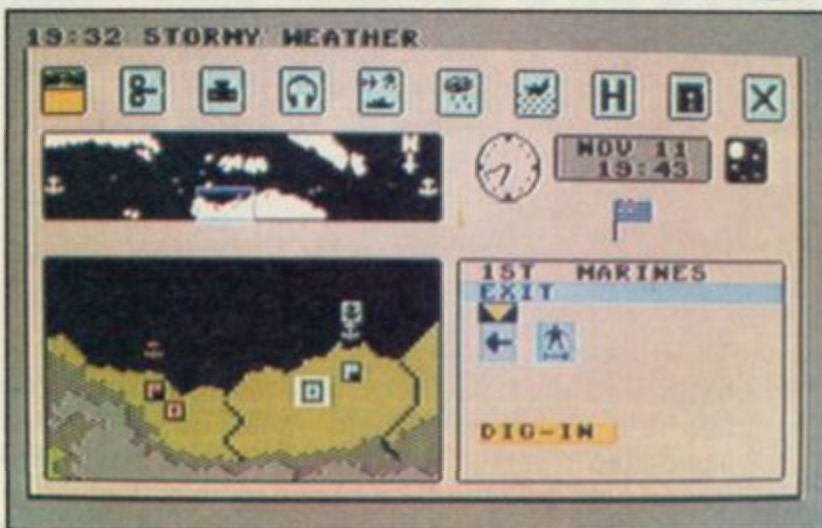 19:32 STORMY WEATHER
H
NOV 11
19:43
1ST MARINES
EXIT
DIG-IN